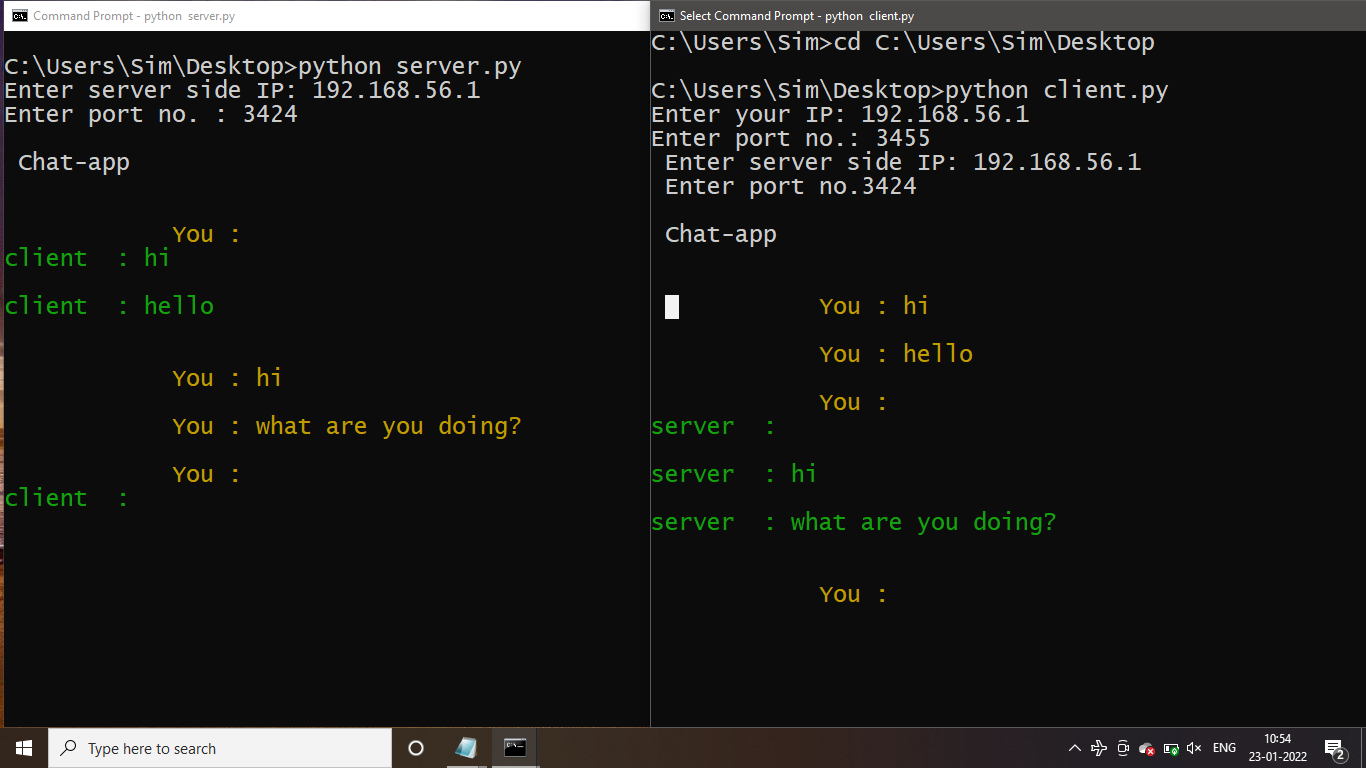 Command Prompt - python  server.py
C:\Users\Sim\Desktop>python server.py
Enter server side IP: 192.168.56.1
Enter port no. : 3424
Chat-app
You :
client  : hi
client  : hello
You : hi
You : what are you doing?
You :
client  :
Select Command Prompt - python  client.py
C:\Users\Sim>cd C:\Users\Sim\Desktop
C:\Users\Sim\Desktop>python client.py
Enter your IP: 192.168.56.1
Enter port no.: 3455
Enter server side IP: 192.168.56.1
Enter port no.3424
Chat-app
You : hi
You : hello
You :
server  :
server  : hi
server  : what are you doing?
You :
Type here to search
ENG
10:54
23-01-2022
2